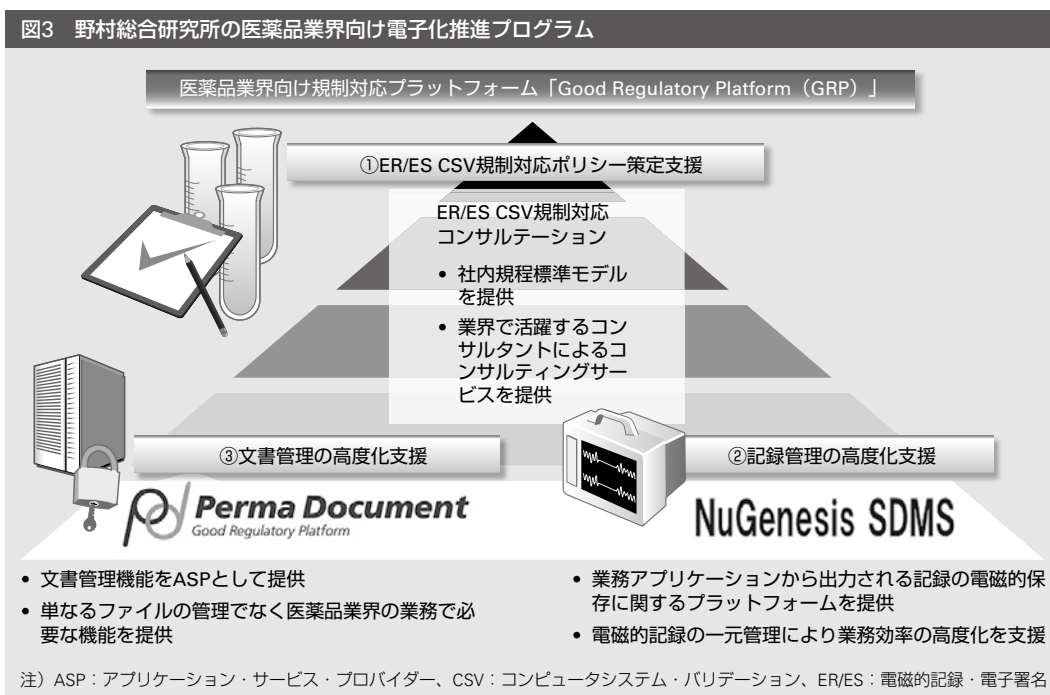 図3 野村総合研究所の医薬品業界向け電子化推進プログラム
医薬品業界向け規制対応プラットフォーム「Good Regulatory Platform（GRP）」
①ER/ES CSV規制対応ポリシー策定支援
ER/ES CSV規制対応
コンサルテーション
• 社内規程標準モデル
を提供
• 業界で活躍するコン
サルタントによるコ
ンサルティングサー
ビスを提供
③文書管理の高度化支援
Perma Document
Good Regulatory Platform
• 文書管理機能をASPとして提供
• 単なるファイルの管理でなく医薬品業界の業務で必
要な機能を提供
②記録管理の高度化支援
NuGenesis SDMS
• 業務アプリケーションから出力される記録の電磁的保
存に関するプラットフォームを提供
• 電磁的記録の一元管理により業務効率の高度化を支援
注）ASP：アプリケーション・サービス・プロバイダー、CSV：コンピュータシステム・バリデーション、ER/ES：電磁的記録・電子署名